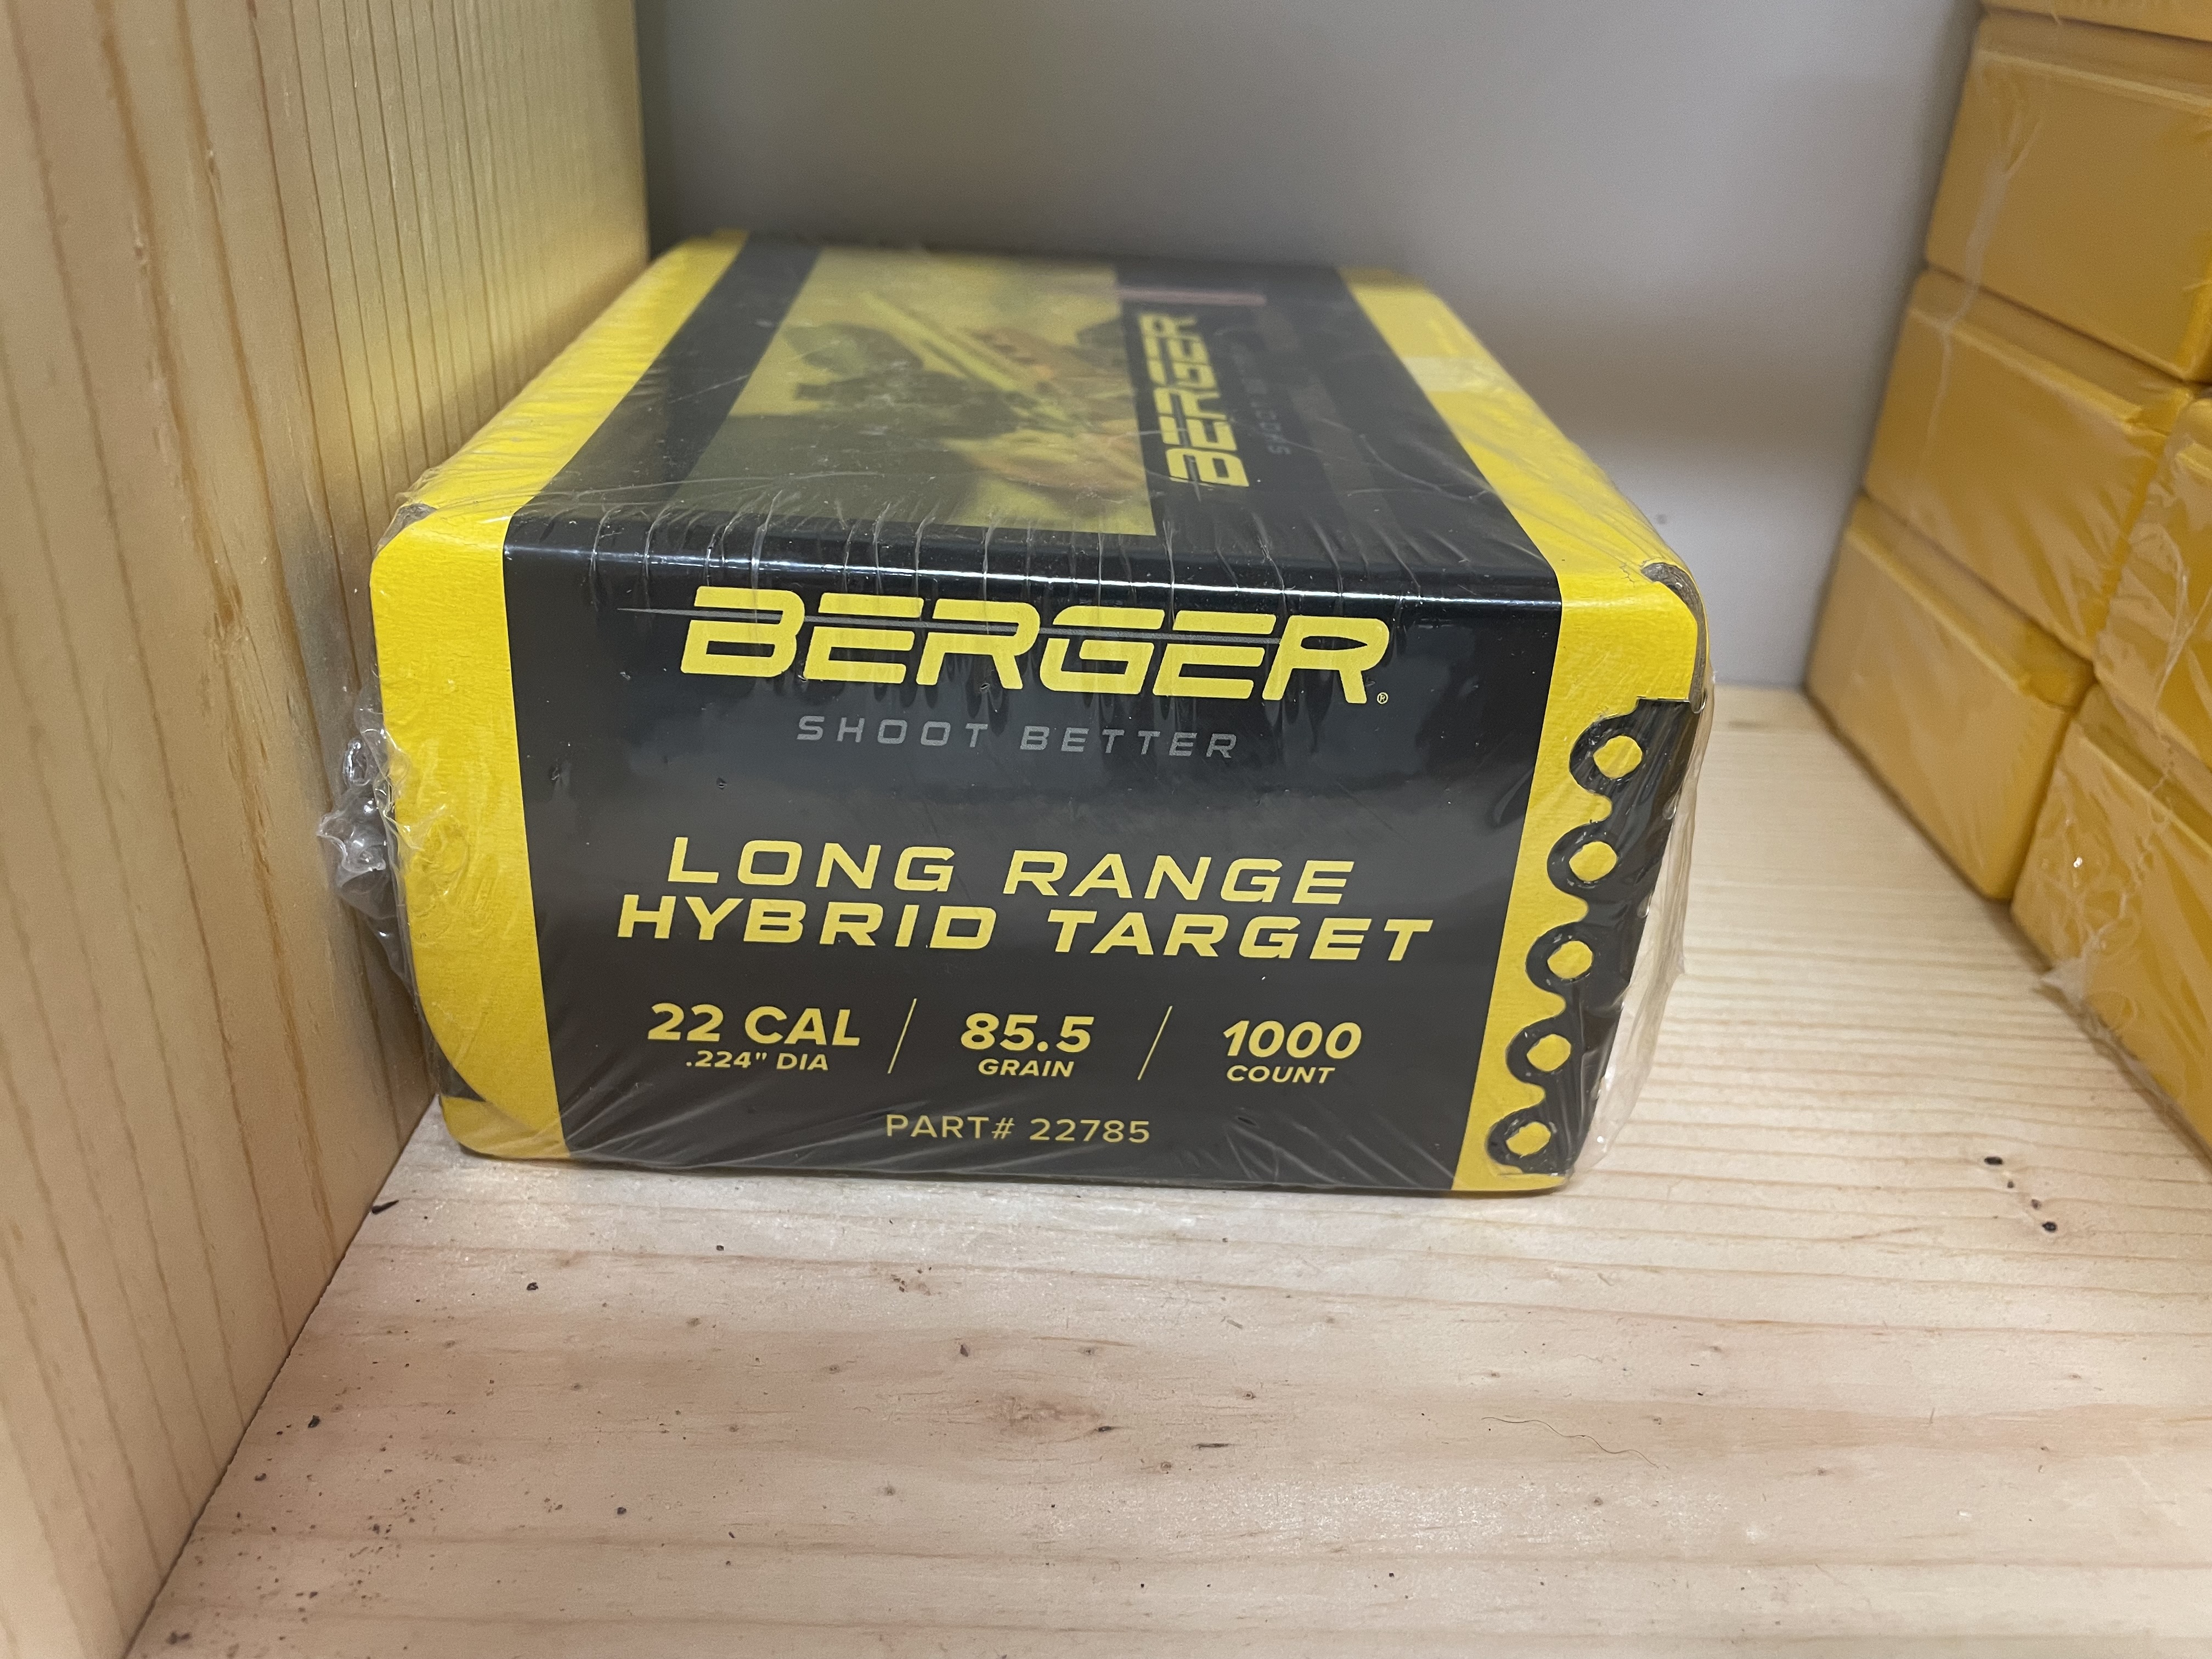 BERGER
BERGER®
SHOOT BETTER
LONG RANGE
HYBRID TARGET
22 CAL / 85.5 / 1000
.224" DIA GRAIN COUNT
PART# 22785